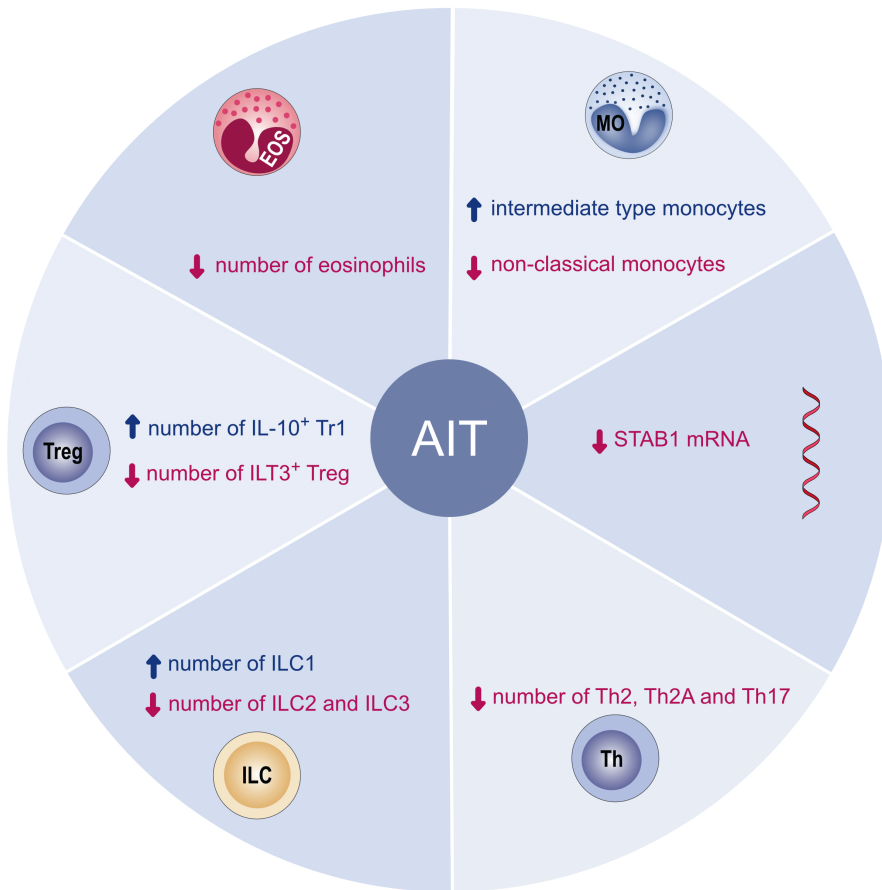 EOS
MO
↑ intermediate type monocytes
↓ number of eosinophils
↓ non-classical monocytes
Treg
↑ number of IL-10⁺ Tr1
↓ number of ILT3⁺ Treg
AIT
↓ STAB1 mRNA
↑ number of ILC1
↓ number of ILC2 and ILC3
ILC
↓ number of Th2, Th2A and Th17
Th